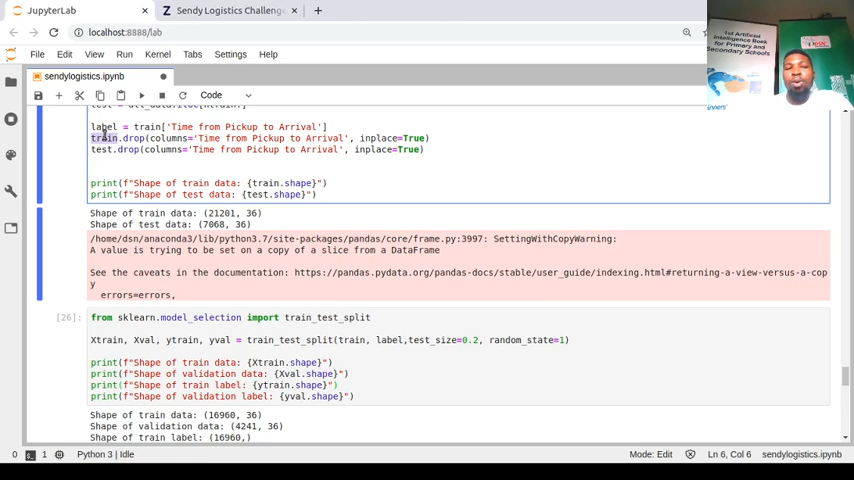 JupyterLab
Sendy Logistics Challeng
localhost:8888/lab
File Edit View Run Kernel Tabs Settings Help
sendylogistics.ipynb
Code
label = train['Time from Pickup to Arrival']
train.drop(columns='Time from Pickup to Arrival', inplace=True)
test.drop(columns='Time from Pickup to Arrival', inplace=True)
print(f"Shape of train data: {train.shape}")
print(f"Shape of test data: {test.shape}")
Shape of train data: (21201, 36)
Shape of test data: (7068, 36)
/home/dsn/anaconda3/lib/python3.7/site-packages/pandas/core/frame.py:3997: SettingWithCopyWarning:
A value is trying to be set on a copy of a slice from a DataFrame
See the caveats in the documentation: https://pandas.pydata.org/pandas-docs/stable/user_guide/indexing.html#returning-a-view-versus-a-cop
y
errors=errors,
[26]: from sklearn.model_selection import train_test_split
Xtrain, Xval, ytrain, yval = train_test_split(train, label,test_size=0.2, random_state=1)
print(f"Shape of train data: {Xtrain.shape}")
print(f"Shape of validation data: {Xval.shape}")
print(f"Shape of train label: {ytrain.shape}")
print(f"Shape of validation label: {yval.shape}")
Shape of train data: (16960, 36)
Shape of validation data: (4241, 36)
Shape of train label: (16960,)
0 1 Python 3 | Idle Mode: Edit Ln 6, Col 6 sendylogistics.ipynb
1st Artificial
Intelligence Book
for Primary and
Secondary Schools